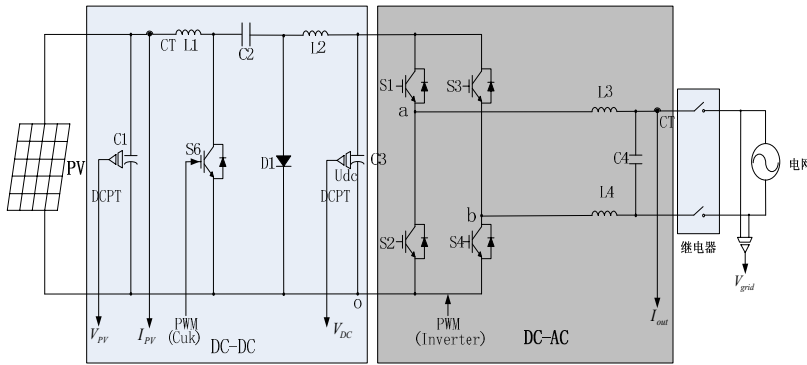 CT L1
C2
L2
S1
S3
a
L3
CT
C1
PV
S6
D1
Udc
C3
C4
电网
DCPT
DCPT
b
L4
S2
S4
继电器
o
V_PV
I_PV
PWM
(Cuk)
V_DC
DC-DC
PWM
(Inverter)
DC-AC
I_out
V_grid